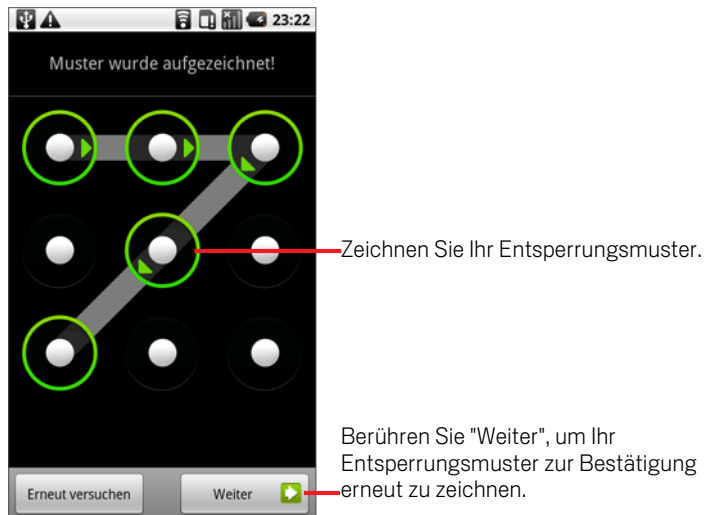 23:22
Muster wurde aufgezeichnet!
Zeichnen Sie Ihr Entsperrungsmuster.
Berühren Sie "Weiter", um Ihr
Entsperrungsmuster zur Bestätigung
erneut zu zeichnen.
Erneut versuchen
Weiter